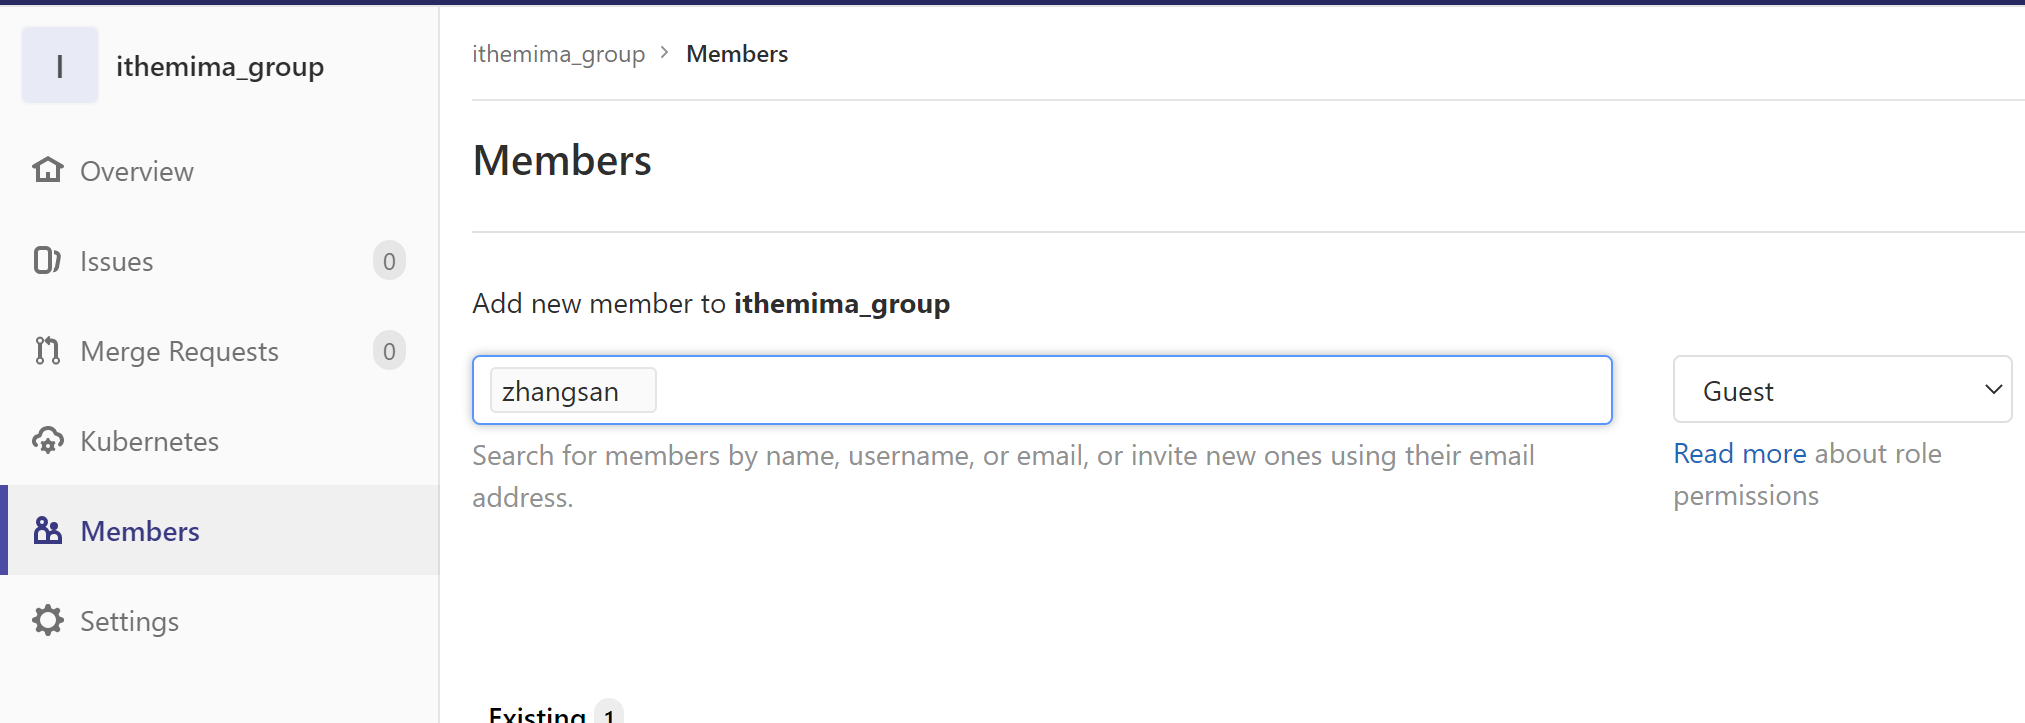 I
ithemima_group
Overview
Issues 0
Merge Requests 0
Kubernetes
Members
Settings
ithemima_group > Members
Members
Add new member to ithemima_group
zhangsan
Search for members by name, username, or email, or invite new ones using their email
address.
Guest
Read more about role
permissions
Existing 1